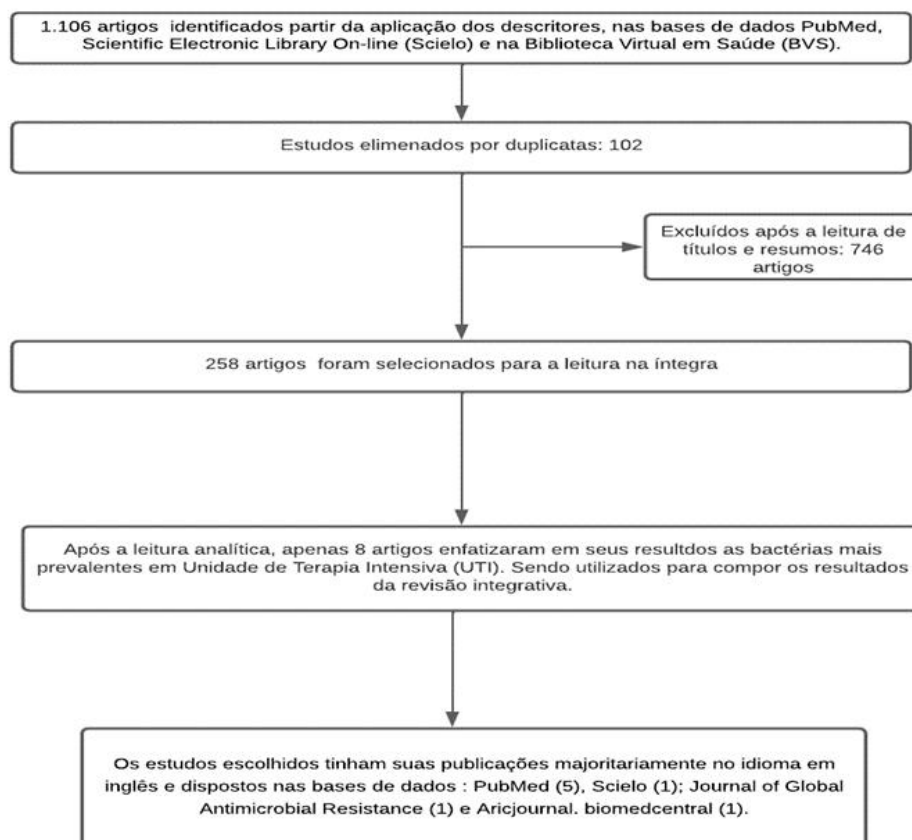 1.106 artigos identificados partir da aplicação dos descritores, nas bases de dados PubMed,
Scientific Electronic Library On-line (Scielo) e na Biblioteca Virtual em Saúde (BVS).
Estudos elimenados por duplicatas: 102
Excluídos após a leitura de
títulos e resumos: 746
artigos
258 artigos foram selecionados para a leitura na íntegra
Após a leitura analítica, apenas 8 artigos enfatizaram em seus resultdos as bactérias mais
prevalentes em Unidade de Terapia Intensiva (UTI). Sendo utilizados para compor os resultados
da revisão integrativa.
Os estudos escolhidos tinham suas publicações majoritariamente no idioma em
inglês e dispostos nas bases de dados : PubMed (5), Scielo (1); Journal of Global
Antimicrobial Resistance (1) e Aricjournal. biomedcentral (1).